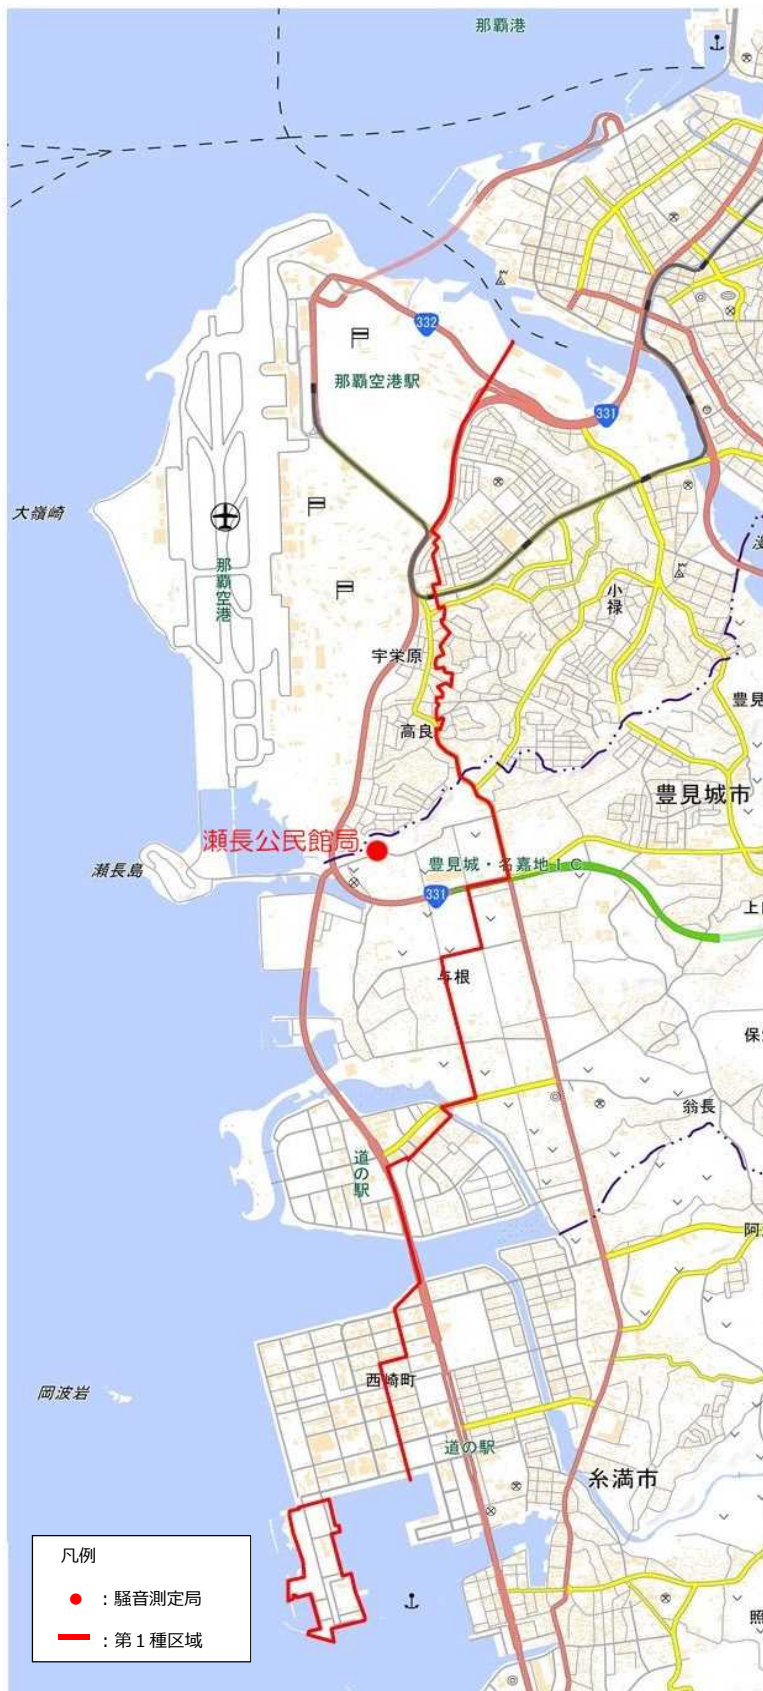 那覇港
332
那覇空港駅
331
大嶺崎
那覇空港
小禄
宇栄原
豊見
高良
豊見城市
瀬長公民館局
豊見城・名嘉地IC
瀬長島
331
上
与根
保
翁長
道の駅
阿
岡波岩
西崎町
道の駅
糸満市
凡例
●：騒音測定局
：第1種区域
照